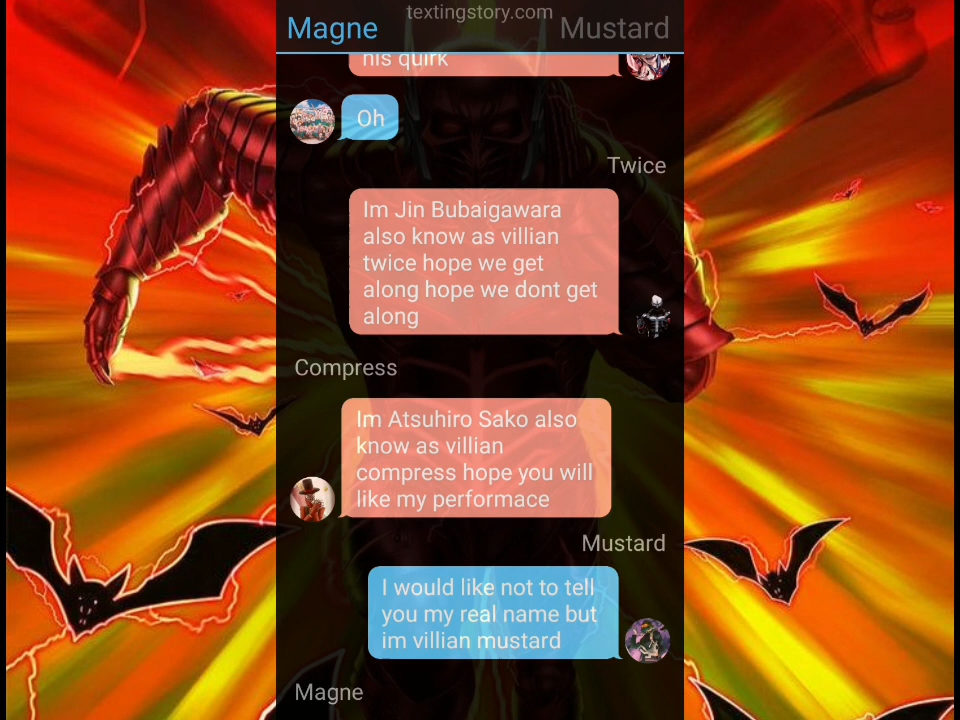 textingstory.com
Magne
Mustard
his quirk
Oh
Twice
Im Jin Bubaigawara
also know as villian
twice hope we get
along hope we dont get
along
Compress
Im Atsuhiro Sako also
know as villian
compress hope you will
like my performace
Mustard
I would like not to tell
you my real name but
im villian mustard
Magne